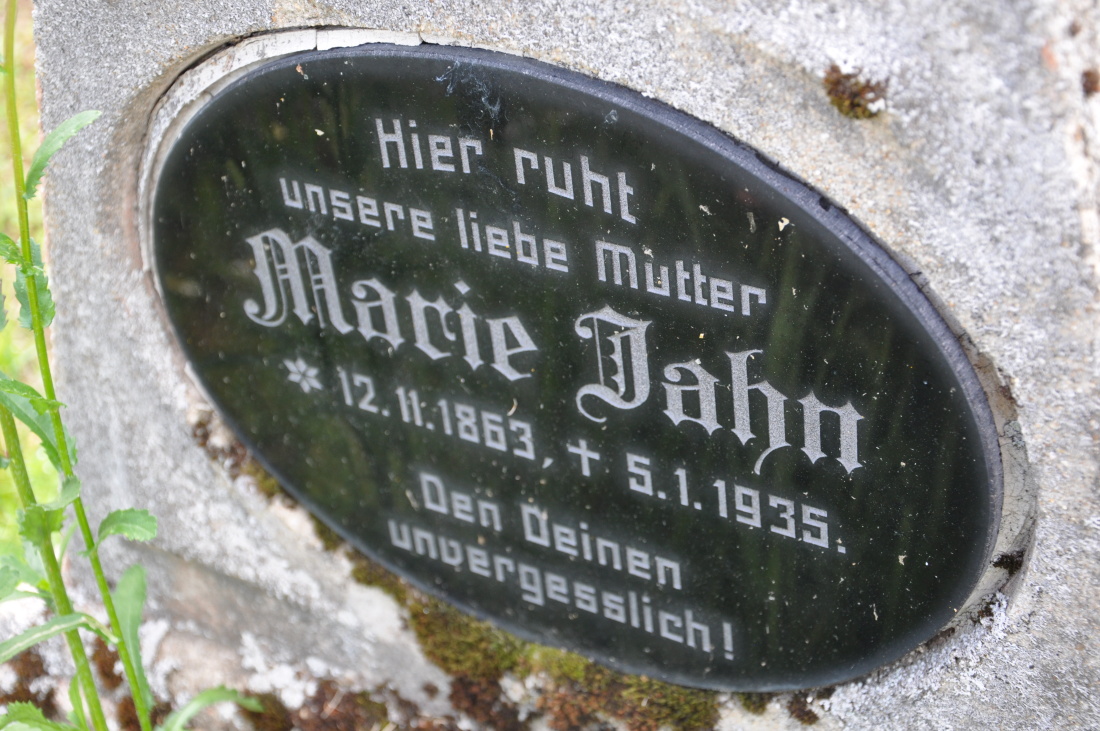 Hier ruht
unsere liebe Mutter
Marie Jahn
* 12.11.1863, + 5.1.1935.
Den Deinen
unvergesslich!